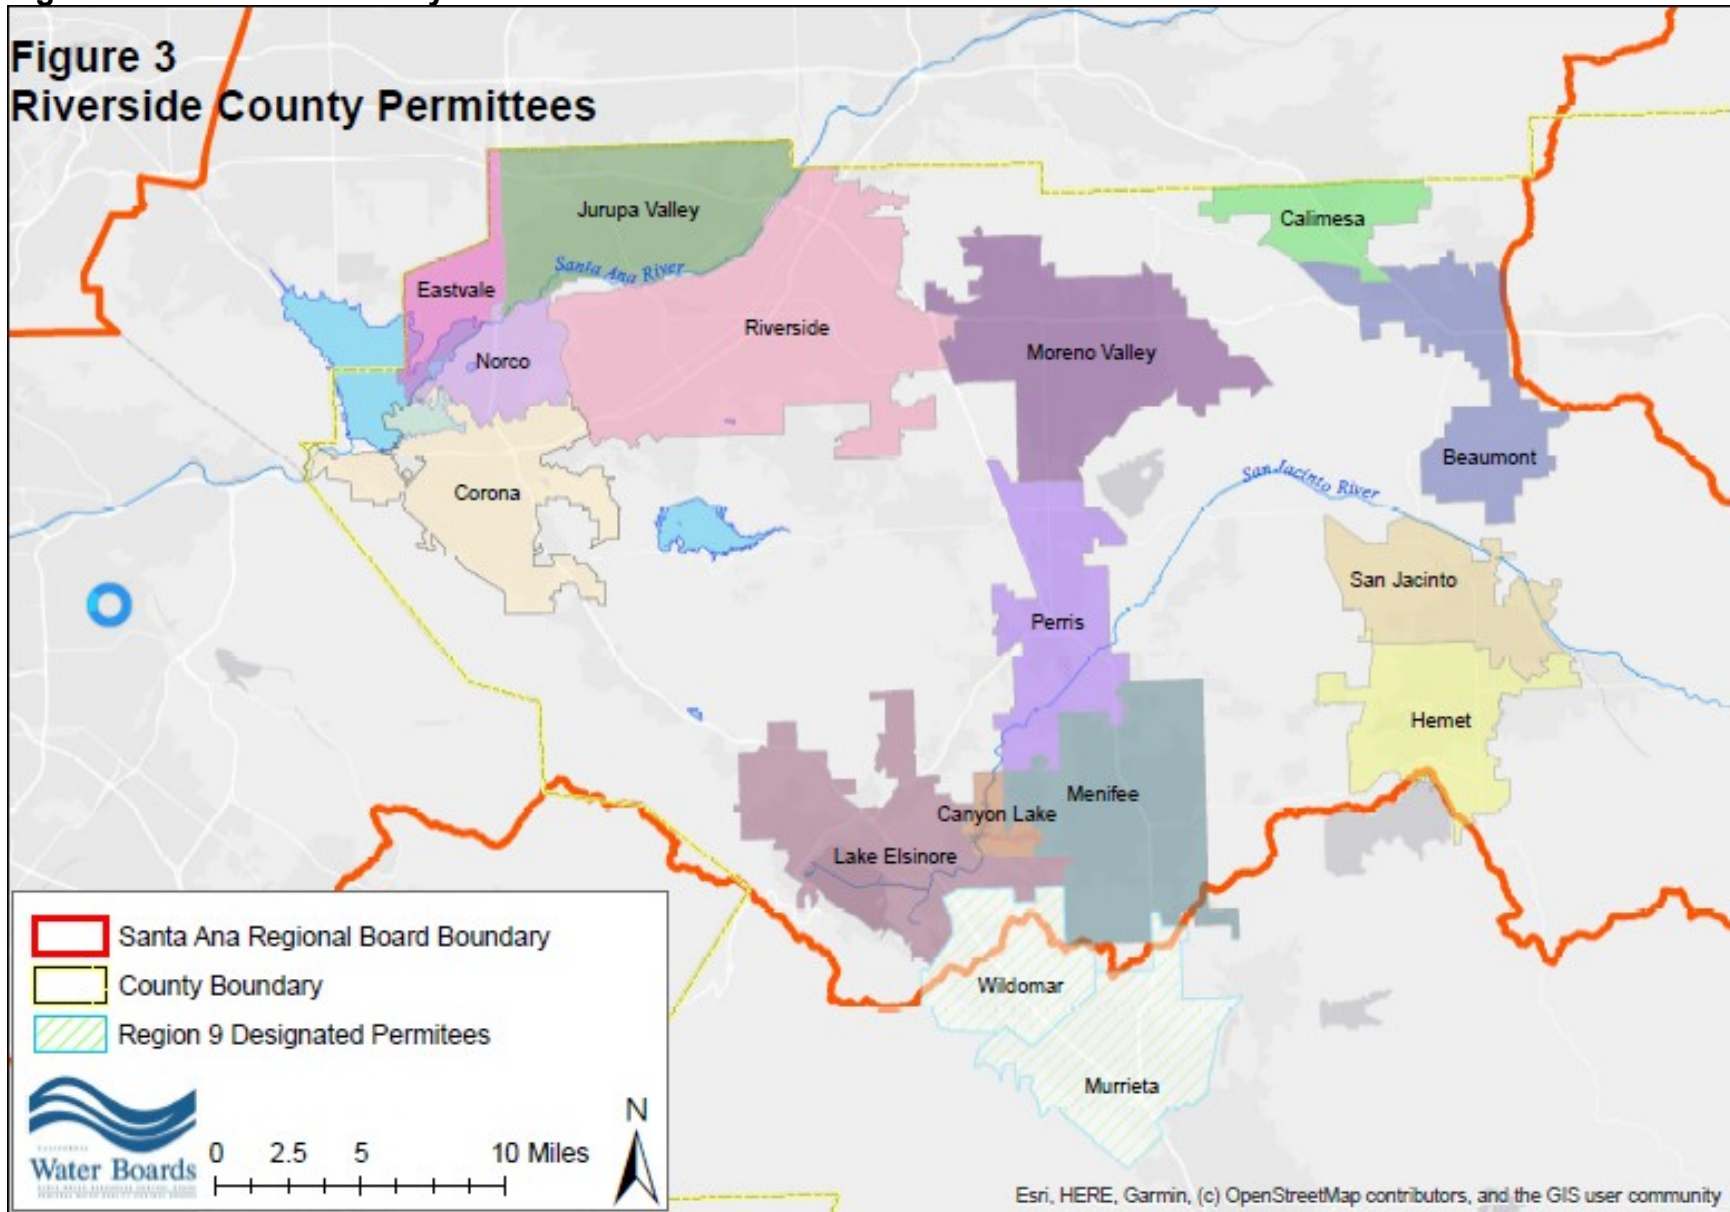 Figure 3
Riverside County Permittees
Jurupa Valley
Calimesa
Santa Ana River
Eastvale
Riverside
Moreno Valley
Norco
Beaumont
San Jacinto River
Corona
San Jacinto
Perris
Hemet
Menifee
Canyon Lake
Lake Elsinore
Wildomar
Murrieta
Santa Ana Regional Board Boundary
County Boundary
Region 9 Designated Permitees
CALIFORNIA
Water Boards
0 2.5 5 10 Miles
N
Esri, HERE, Garmin, (c) OpenStreetMap contributors, and the GIS user community